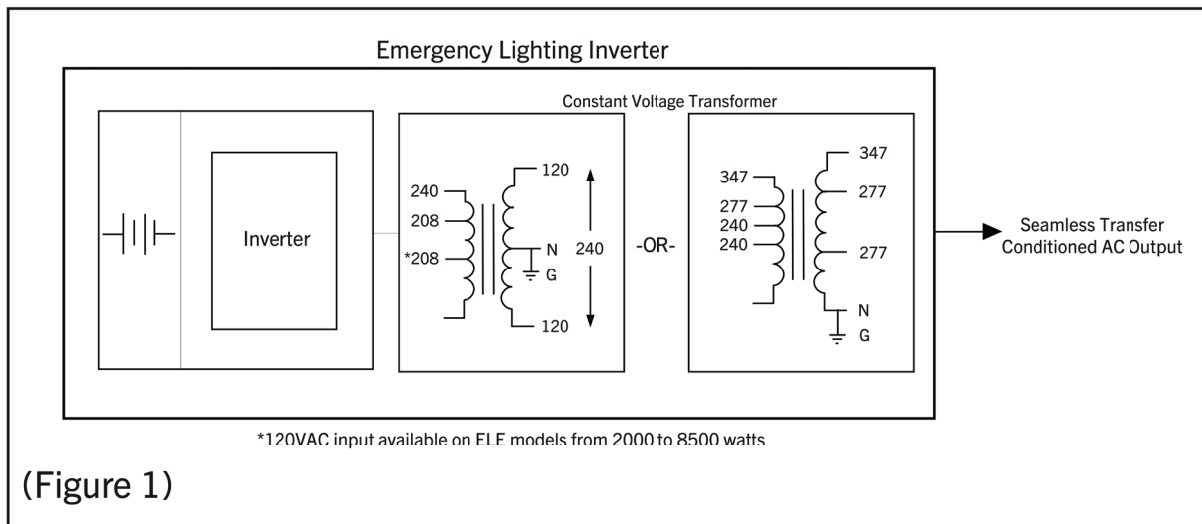 Emergency Lighting Inverter
Constant Voltage Transformer
Inverter
240
208
*208
120
N
G
240
120
-OR-
347
277
240
240
347
277
277
N
G
Seamless Transfer
Conditioned AC Output
*120VAC input available on ELE models from 2000 to 8500 watts
(Figure 1)